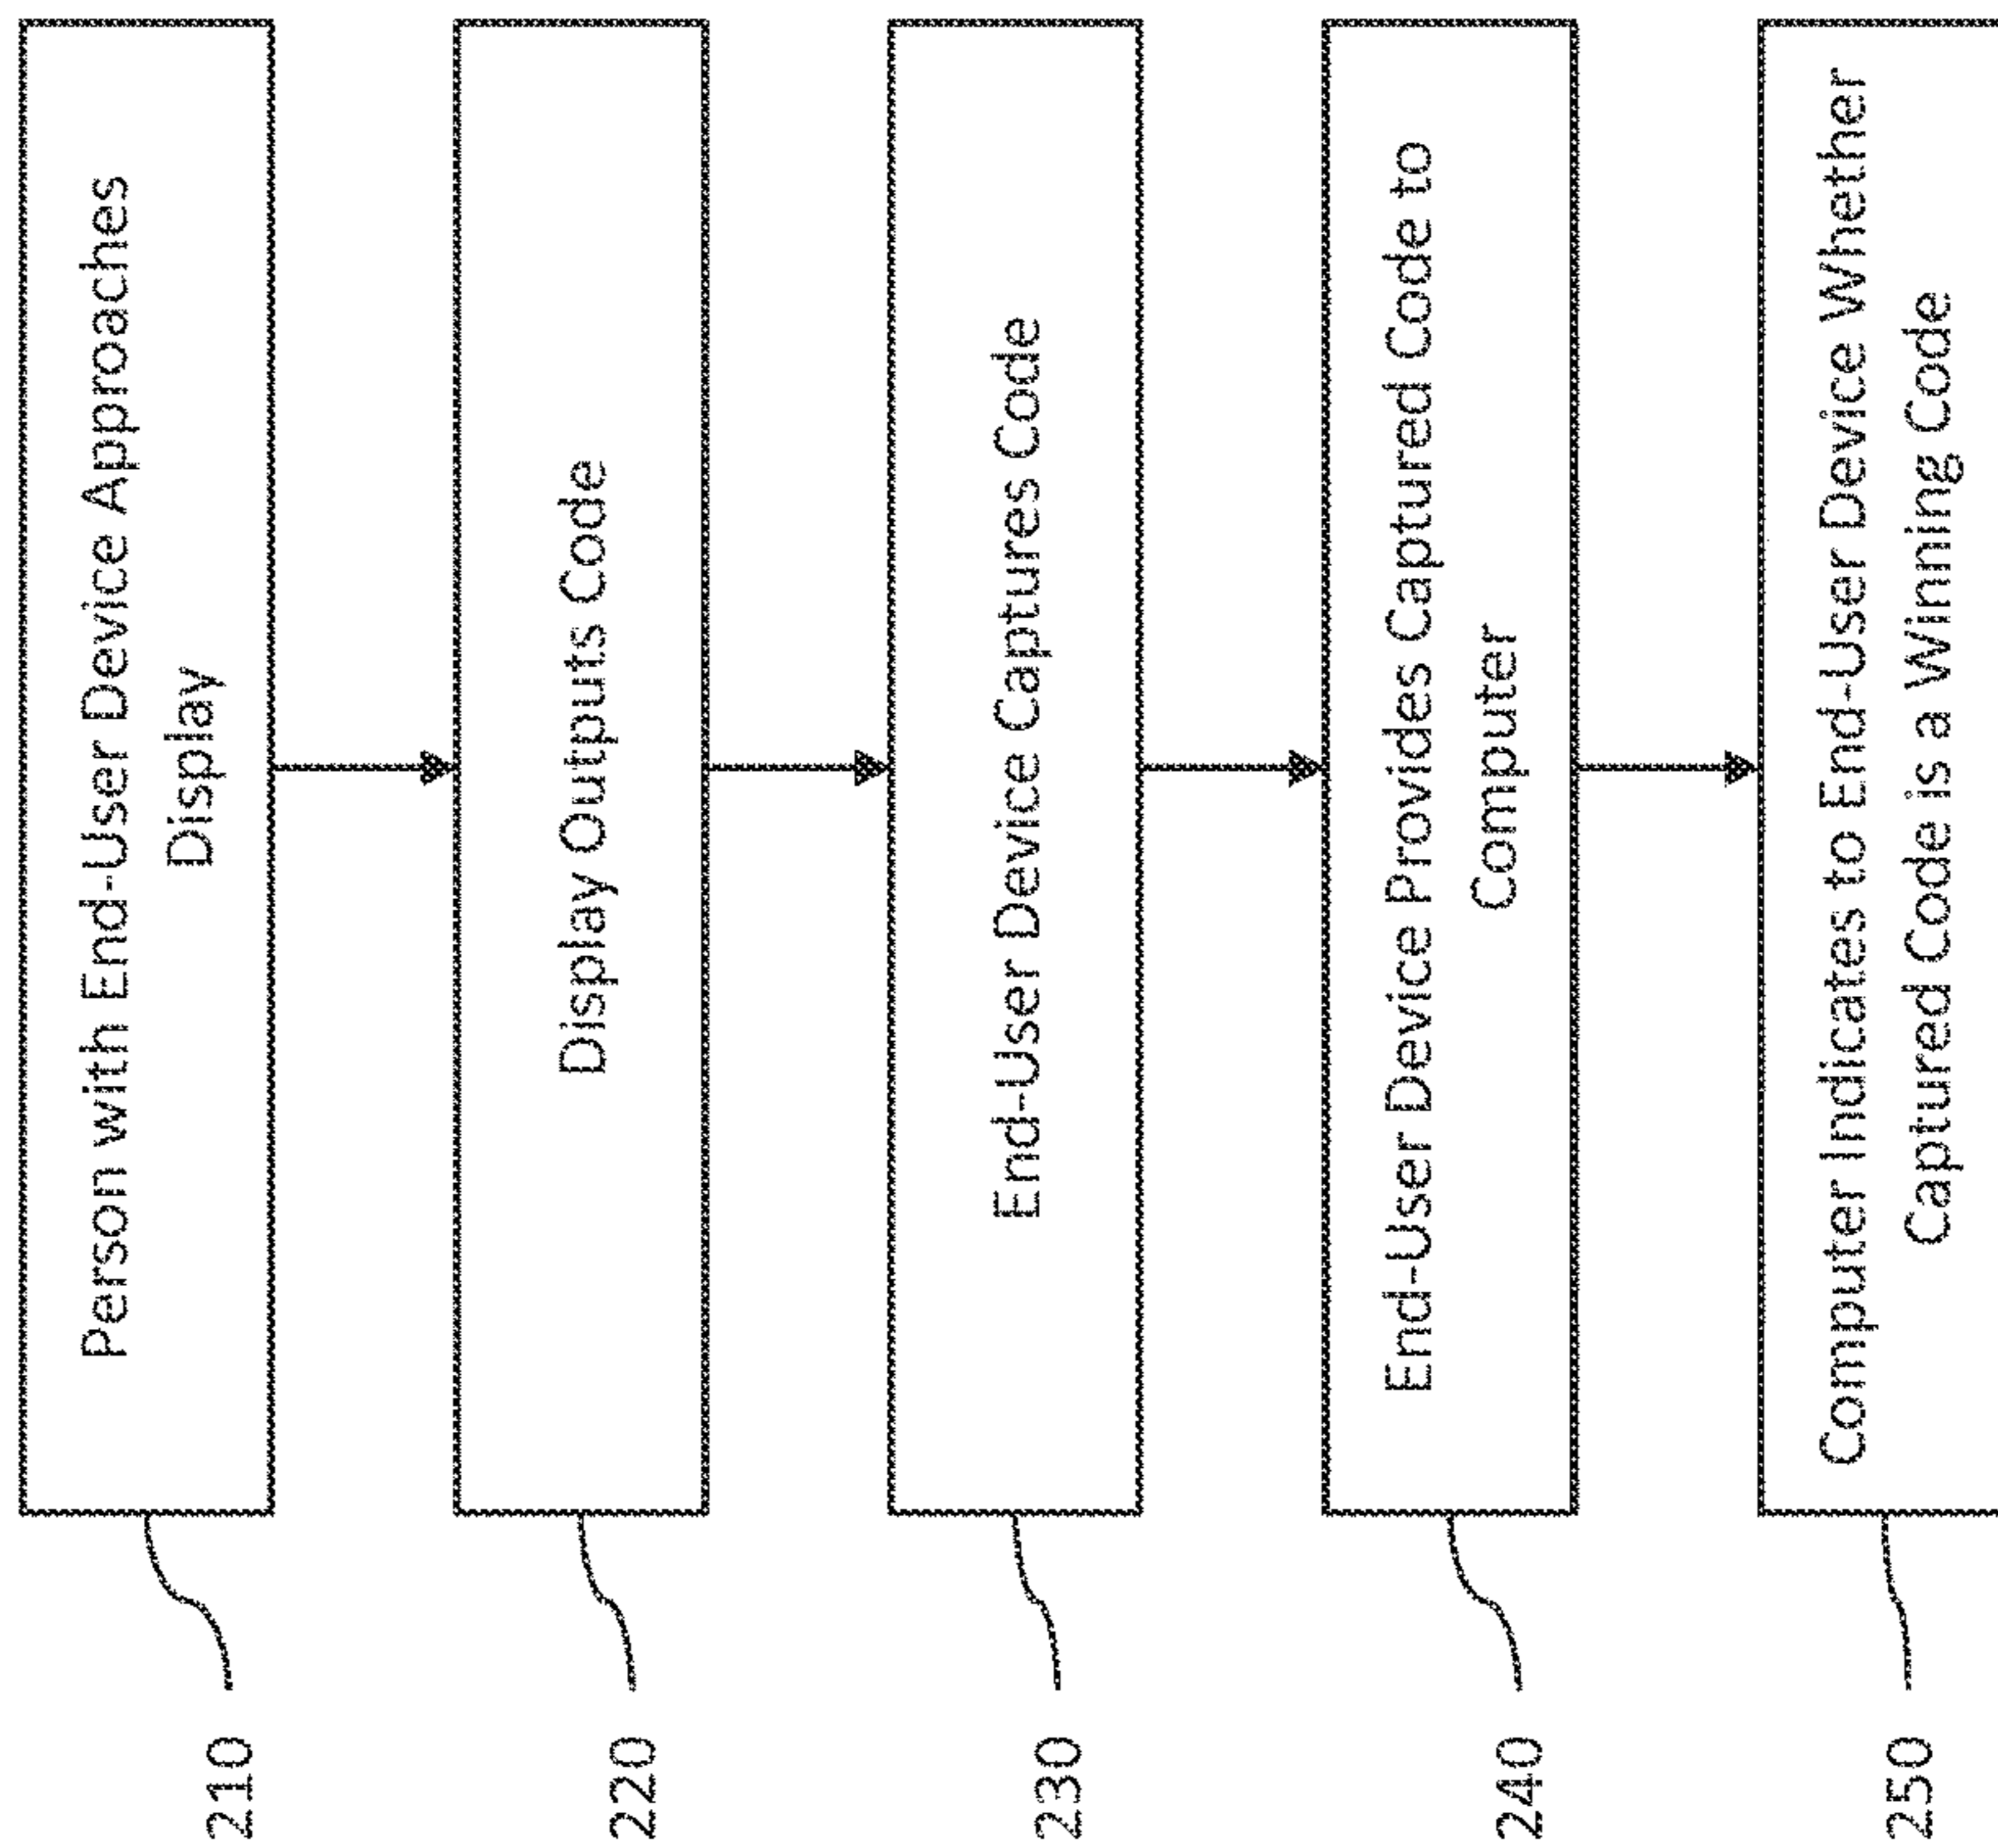 210
Person with End-User Device Approaches
Display
220
Display Outputs Code
230
End-User Device Captures Code
240
End-User Device Provides Captured Code to
Computer
250
Computer Indicates to End-User Device Whether
Captured Code is a Winning Code